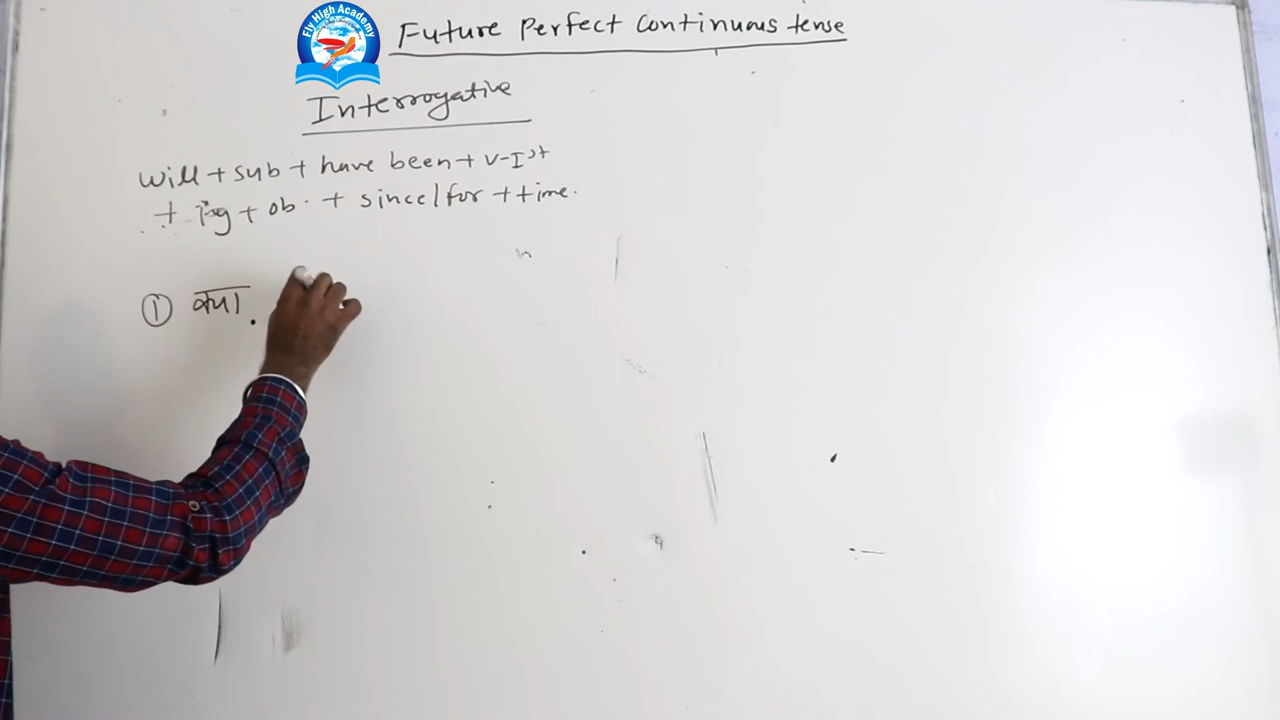 Fly High Academy
Future Perfect Continuous tense
Interrogative
Will + sub + have been + V-Ist
+ ing + ob. + since/for + time.
① क्या